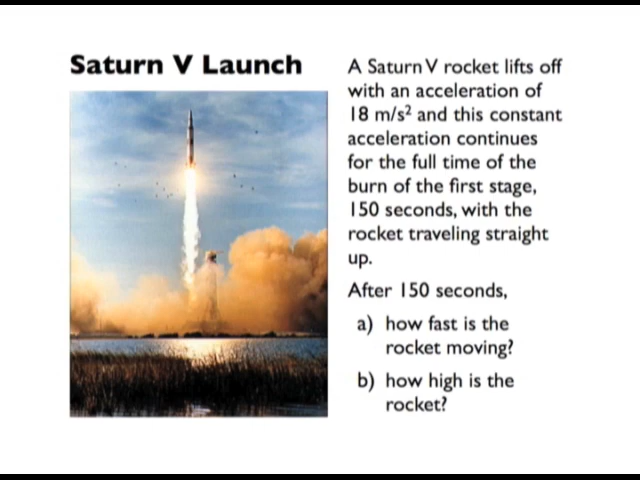 Saturn V Launch
A Saturn V rocket lifts off
with an acceleration of
18 m/s² and this constant
acceleration continues
for the full time of the
burn of the first stage,
150 seconds, with the
rocket traveling straight
up.
After 150 seconds,
a) how fast is the
rocket moving?
b) how high is the
rocket?